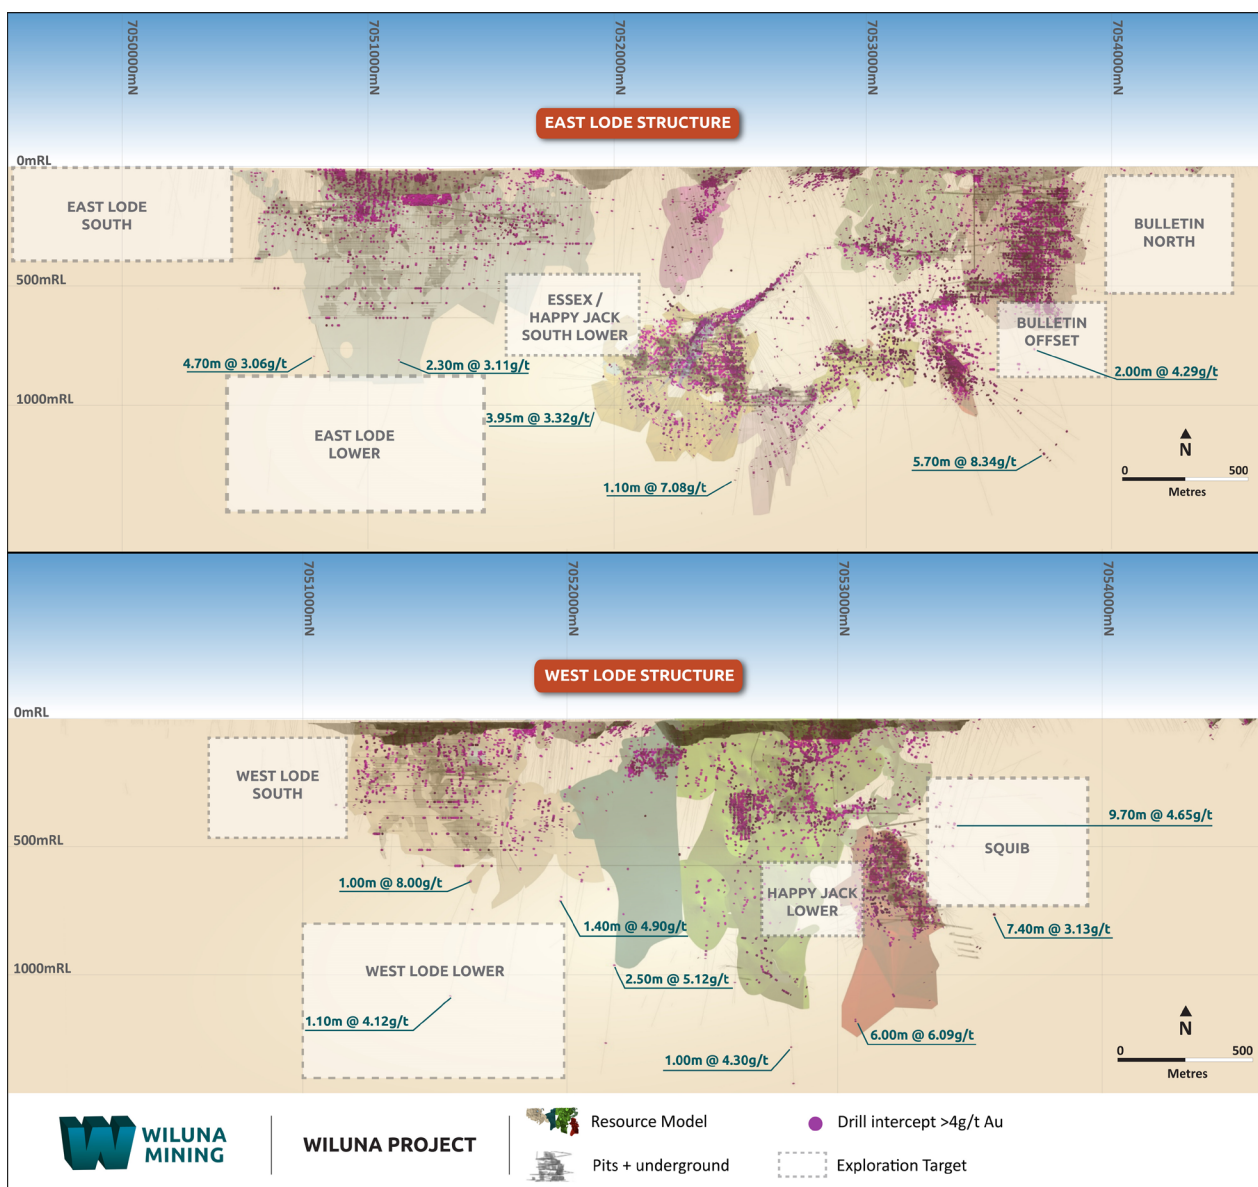 7050000mN
7051000mN
7052000mN
7053000mN
7054000mN
EAST LODE STRUCTURE
0mRL
EAST LODE
SOUTH
BULLETIN
NORTH
500mRL
ESSEX /
HAPPY JACK
SOUTH LOWER
BULLETIN
OFFSET
4.70m @ 3.06g/t
2.30m @ 3.11g/t
2.00m @ 4.29g/t
1000mRL
3.95m @ 3.32g/t
EAST LODE
LOWER
5.70m @ 8.34g/t
1.10m @ 7.08g/t
N
0 500
Metres
7051000mN
7052000mN
7053000mN
7054000mN
WEST LODE STRUCTURE
0mRL
WEST LODE
SOUTH
9.70m @ 4.65g/t
500mRL
SQUIB
1.00m @ 8.00g/t
HAPPY JACK
LOWER
1.40m @ 4.90g/t
7.40m @ 3.13g/t
1000mRL
WEST LODE LOWER
2.50m @ 5.12g/t
1.10m @ 4.12g/t
6.00m @ 6.09g/t
1.00m @ 4.30g/t
N
0 500
Metres
WILUNA
MINING
WILUNA PROJECT
Resource Model
Drill intercept >4g/t Au
Pits + underground
Exploration Target